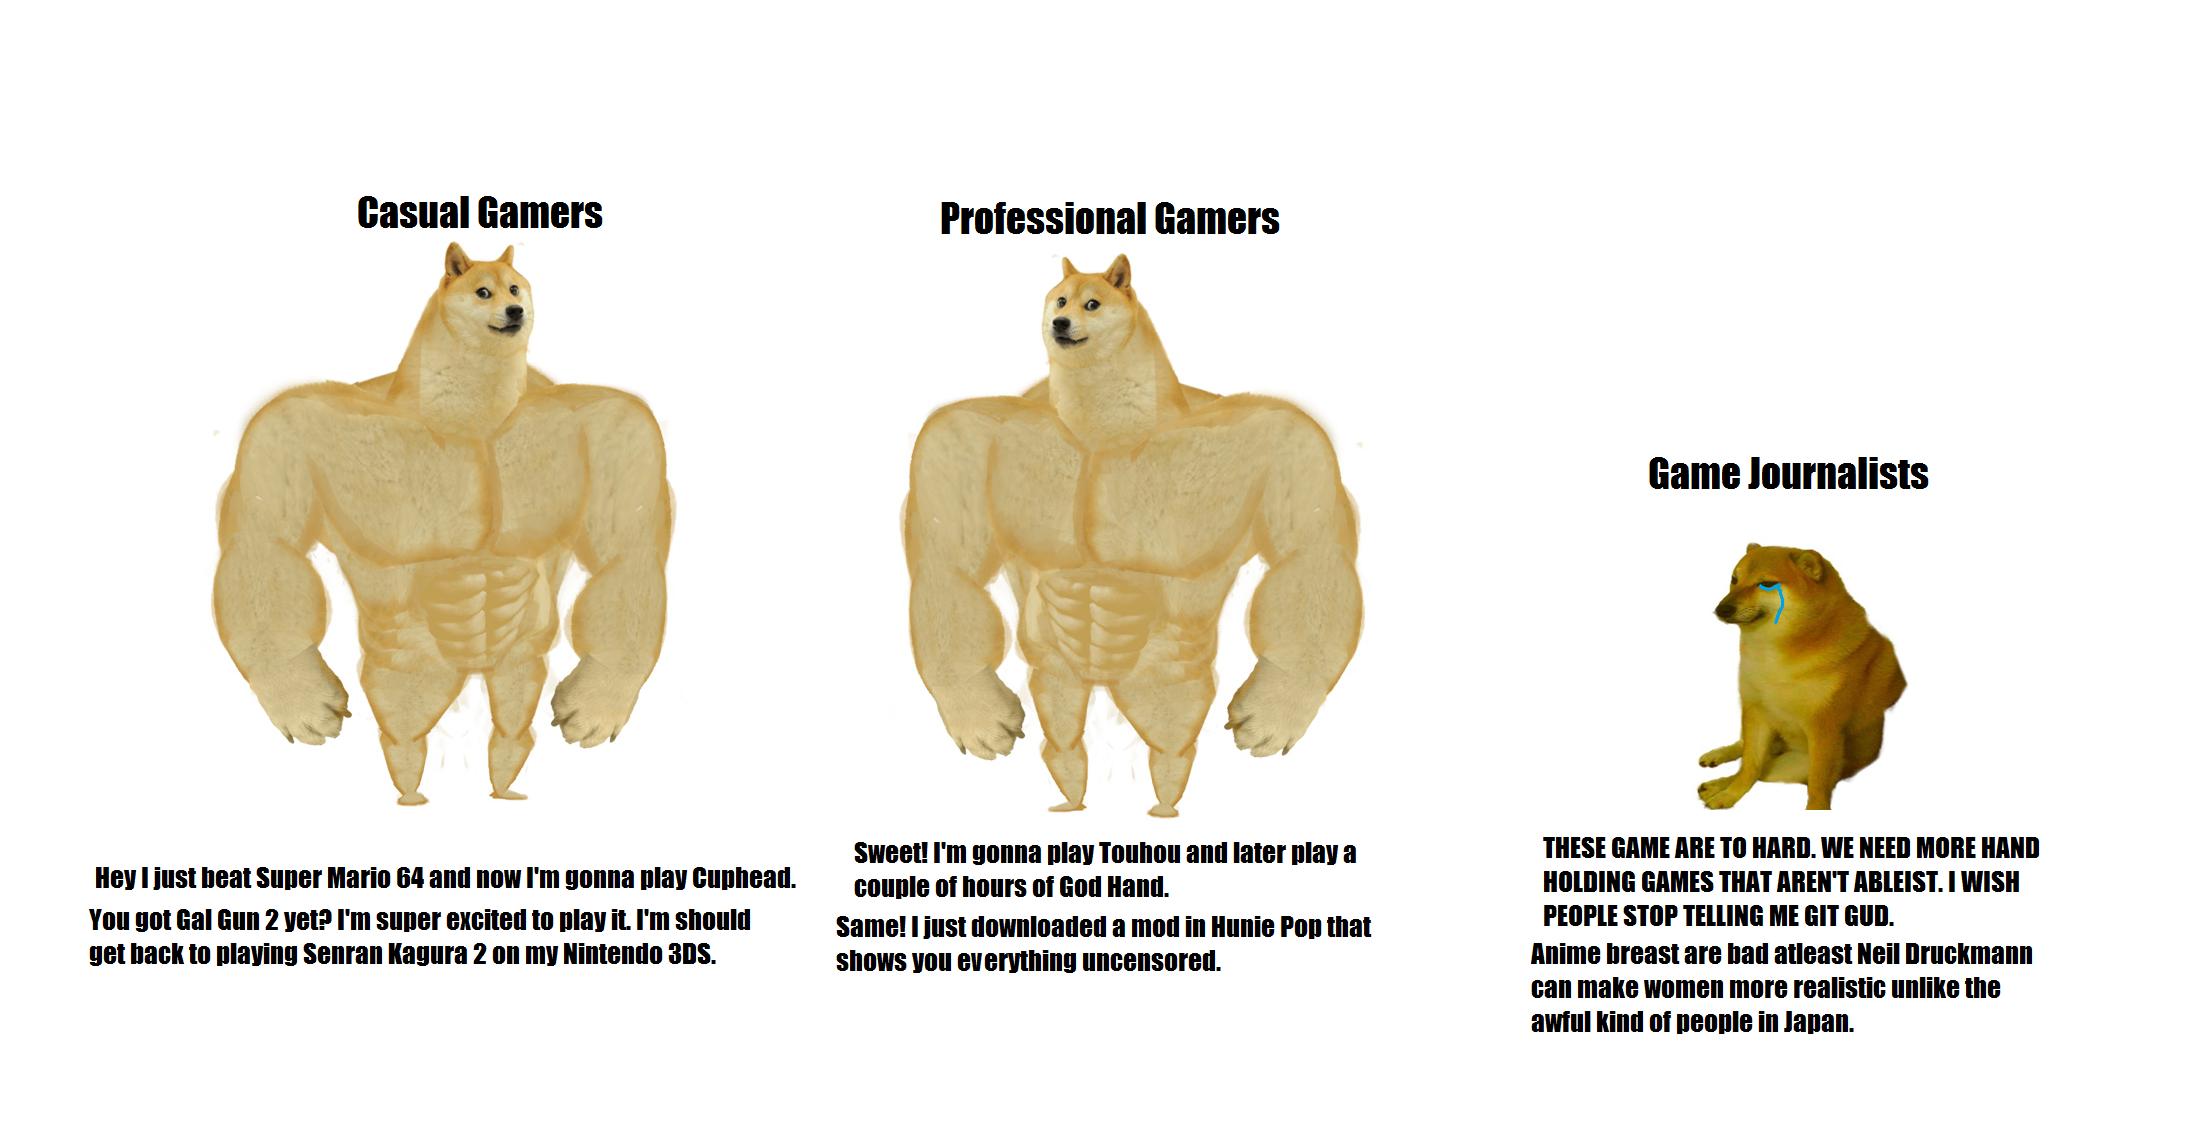 Casual Gamers
Professional Gamers
Game Journalists
Hey I just beat Super Mario 64 and now I'm gonna play Cuphead.
You got Gal Gun 2 yet? I'm super excited to play it. I'm should
get back to playing Senran Kagura 2 on my Nintendo 3DS.
Sweet! I'm gonna play Touhou and later play a
couple of hours of God Hand.
Same! I just downloaded a mod in Hunie Pop that
shows you everything uncensored.
THESE GAME ARE TO HARD. WE NEED MORE HAND
HOLDING GAMES THAT AREN'T ABLEIST. I WISH
PEOPLE STOP TELLING ME GIT GUD.
Anime breast are bad atleast Neil Druckmann
can make women more realistic unlike the
awful kind of people in Japan.